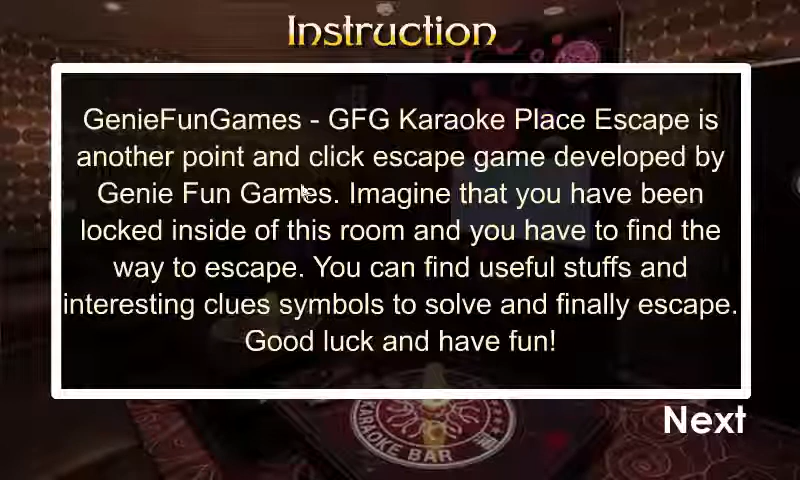 Instruction
GenieFunGames - GFG Karaoke Place Escape is
another point and click escape game developed by
Genie Fun Games. Imagine that you have been
locked inside of this room and you have to find the
way to escape. You can find useful stuffs and
interesting clues symbols to solve and finally escape.
Good luck and have fun!
Next
KARAOKE BAR